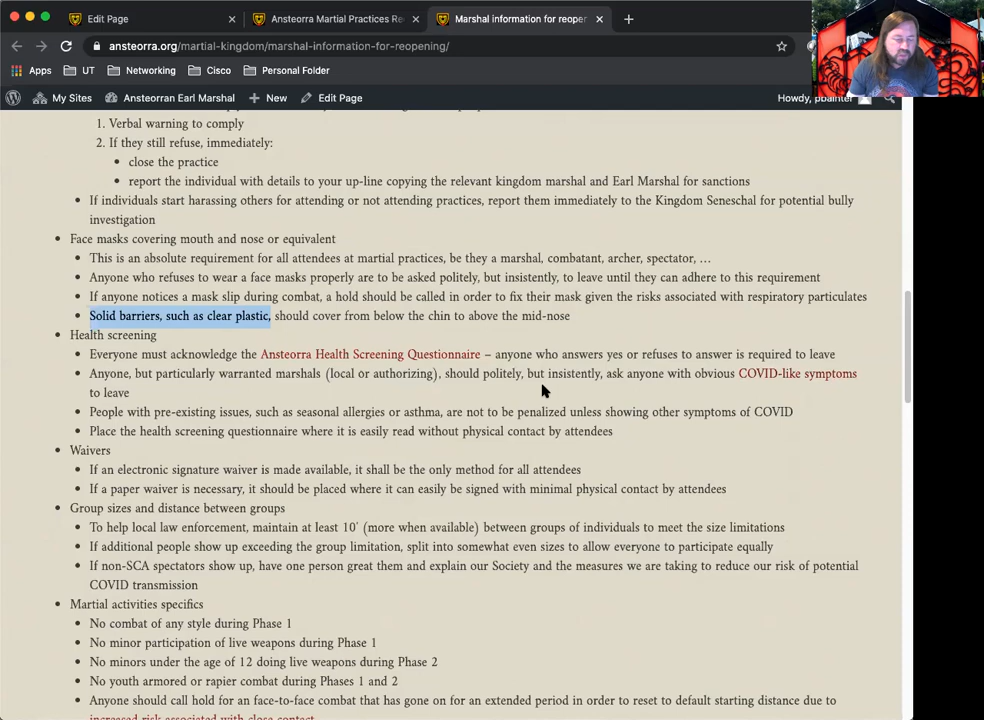 Edit Page
Ansteorra Martial Practices Re
Marshal information for reoper
ansteorra.org/martial-kingdom/marshal-information-for-reopening/
Apps UT Networking Cisco Personal Folder
My Sites Ansteorran Earl Marshal New Edit Page Howdy, pbainter
1. Verbal warning to comply
2. If they still refuse, immediately:
• close the practice
• report the individual with details to your up-line copying the relevant kingdom marshal and Earl Marshal for sanctions
• If individuals start harassing others for attending or not attending practices, report them immediately to the Kingdom Seneschal for potential bully
investigation
• Face masks covering mouth and nose or equivalent
• This is an absolute requirement for all attendees at martial practices, be they a marshal, combatant, archer, spectator, …
• Anyone who refuses to wear a face masks properly are to be asked politely, but insistently, to leave until they can adhere to this requirement
• If anyone notices a mask slip during combat, a hold should be called in order to fix their mask given the risks associated with respiratory particulates
• Solid barriers, such as clear plastic, should cover from below the chin to above the mid-nose
• Health screening
• Everyone must acknowledge the Ansteorra Health Screening Questionnaire – anyone who answers yes or refuses to answer is required to leave
• Anyone, but particularly warranted marshals (local or authorizing), should politely, but insistently, ask anyone with obvious COVID-like symptoms
to leave
• People with pre-existing issues, such as seasonal allergies or asthma, are not to be penalized unless showing other symptoms of COVID
• Place the health screening questionnaire where it is easily read without physical contact by attendees
• Waivers
• If an electronic signature waiver is made available, it shall be the only method for all attendees
• If a paper waiver is necessary, it should be placed where it can easily be signed with minimal physical contact by attendees
• Group sizes and distance between groups
• To help local law enforcement, maintain at least 10' (more when available) between groups of individuals to meet the size limitations
• If additional people show up exceeding the group limitation, split into somewhat even sizes to allow everyone to participate equally
• If non-SCA spectators show up, have one person great them and explain our Society and the measures we are taking to reduce our risk of potential
COVID transmission
• Martial activities specifics
• No combat of any style during Phase 1
• No minor participation of live weapons during Phase 1
• No minors under the age of 12 doing live weapons during Phase 2
• No youth armored or rapier combat during Phases 1 and 2
• Anyone should call hold for an face-to-face combat that has gone on for an extended period in order to reset to default starting distance due to
increased risk associated with close contact